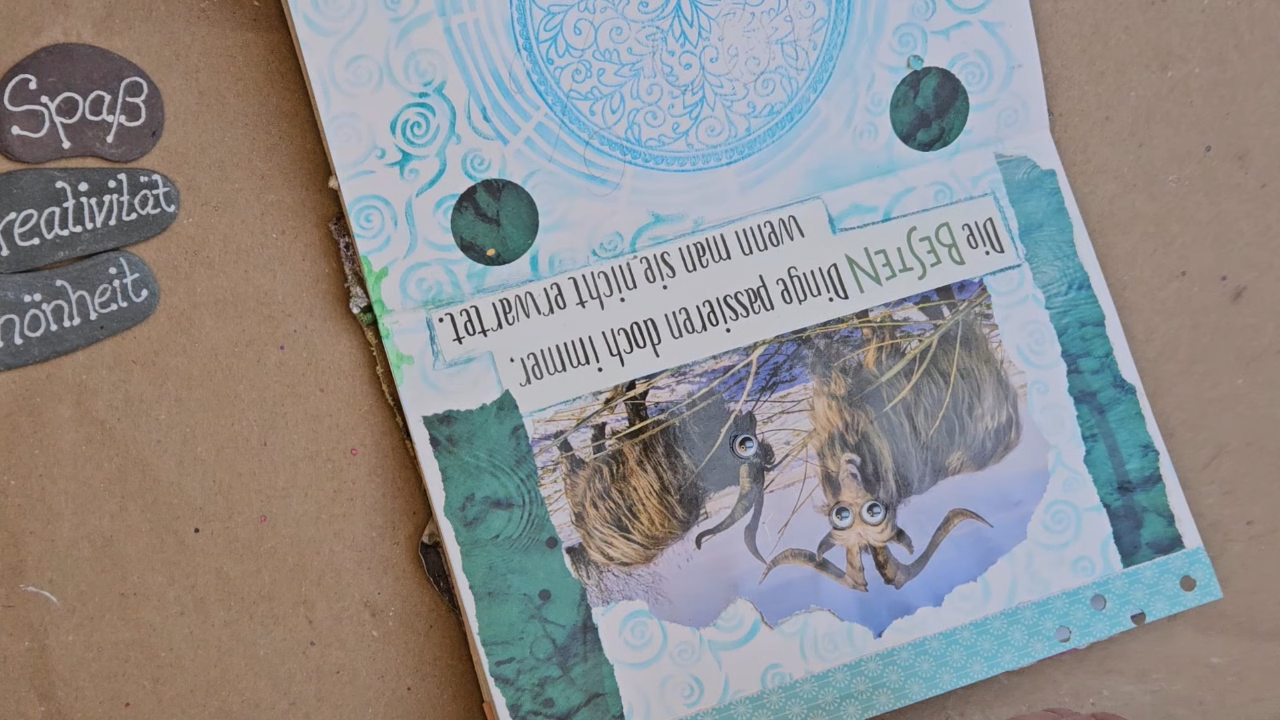 Spaß
reativität
hönheit
Die BESTEN Dinge passieren doch immer,
wenn man sie nicht erwartet.